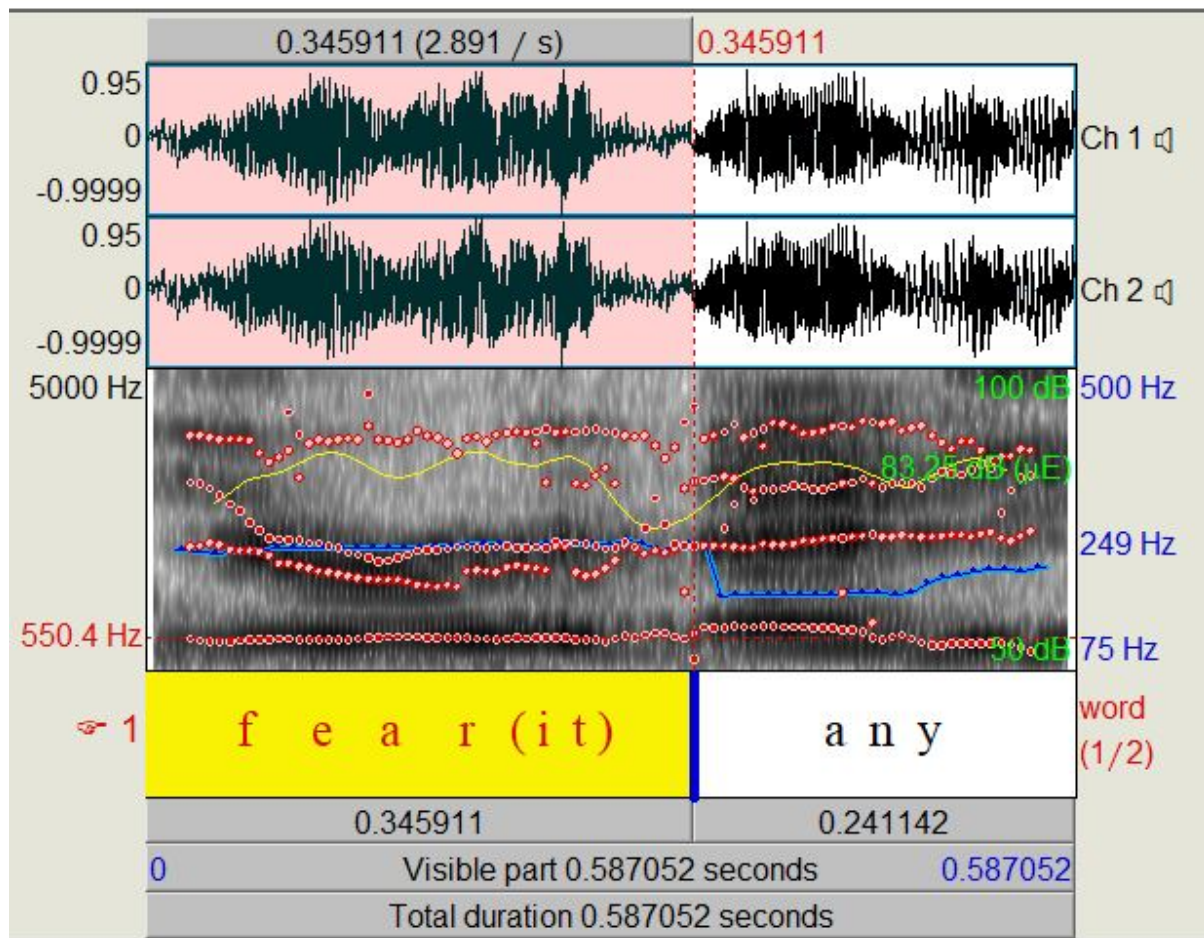 0.345911 (2.891 / s) 0.345911
0.95
0
-0.9999
Ch 1
0.95
0
-0.9999
Ch 2
5000 Hz 100 dB 500 Hz
83.25 dB (µE)
249 Hz
550.4 Hz 50 dB 75 Hz
☞ 1 f e a r (i t) a n y word
(1/2)
0.345911 0.241142
0 Visible part 0.587052 seconds 0.587052
Total duration 0.587052 seconds